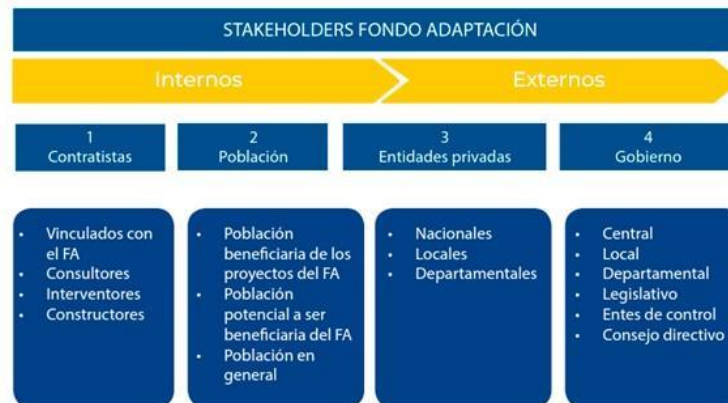 STAKEHOLDERS FONDO ADAPTACIÓN
Internos
Externos
1
Contratistas
2
Población
3
Entidades privadas
4
Gobierno
• Vinculados con
el FA
• Consultores
• Interventores
• Constructores
• Población
beneficiaria de los
proyectos del FA
• Población
potencial a ser
beneficiaria del FA
• Población en
general
• Nacionales
• Locales
• Departamentales
• Central
• Local
• Departamental
• Legislativo
• Entes de control
• Consejo directivo